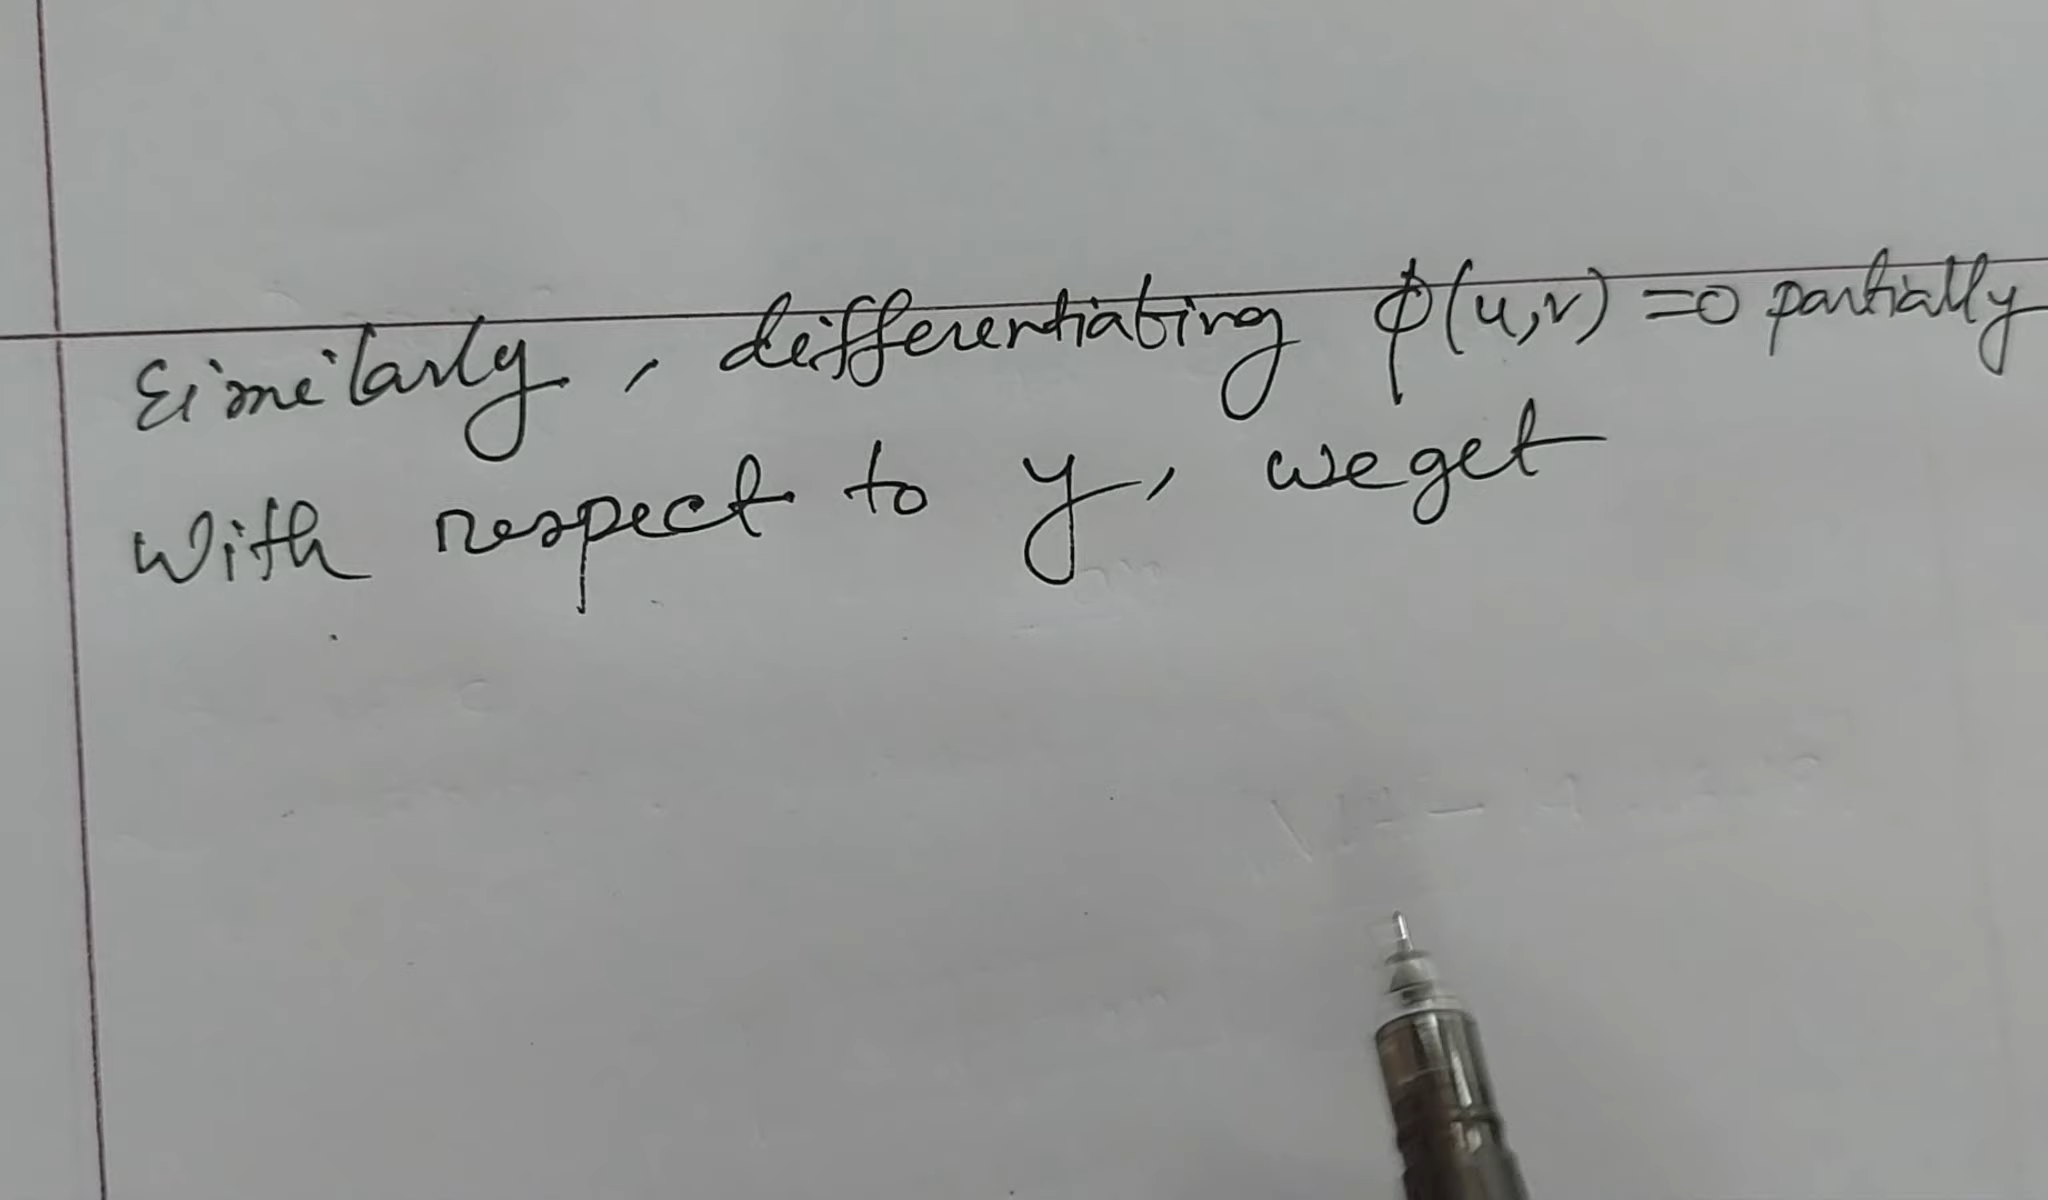 Similarly, differentiating ϕ(u,v)=0 partially
With respect to y, we get